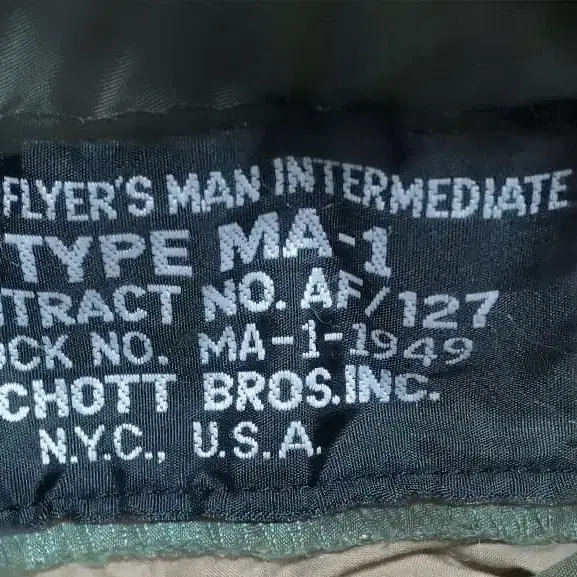 FLYER'S MAN INTERMEDIATE
TYPE MA-1
TRACT NO. AF/127
OCK NO. MA-1-1949
CHOTT BROS.INC.
N.Y.C., U.S.A.